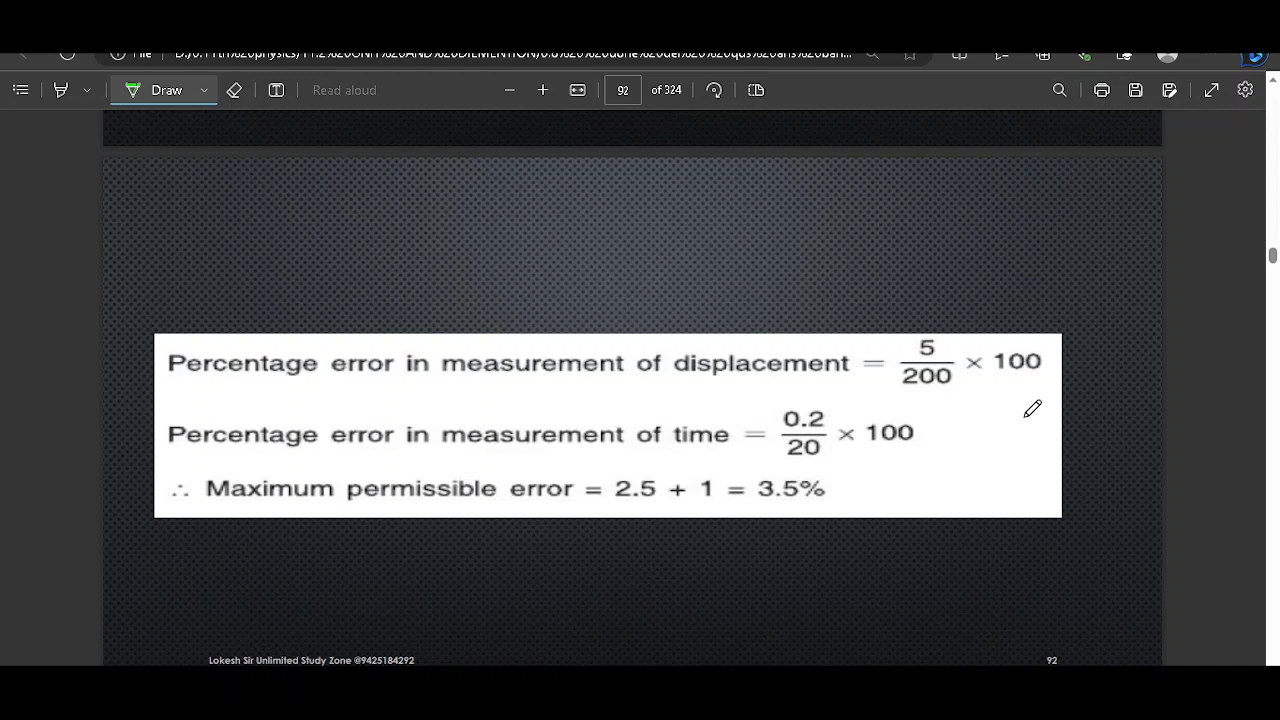 Draw
Read aloud
92
of 324
Percentage error in measurement of displacement = 5/200 × 100
Percentage error in measurement of time = 0.2/20 × 100
∴ Maximum permissible error = 2.5 + 1 = 3.5%
Lokesh Sir Unlimited Study Zone @9425184292
92